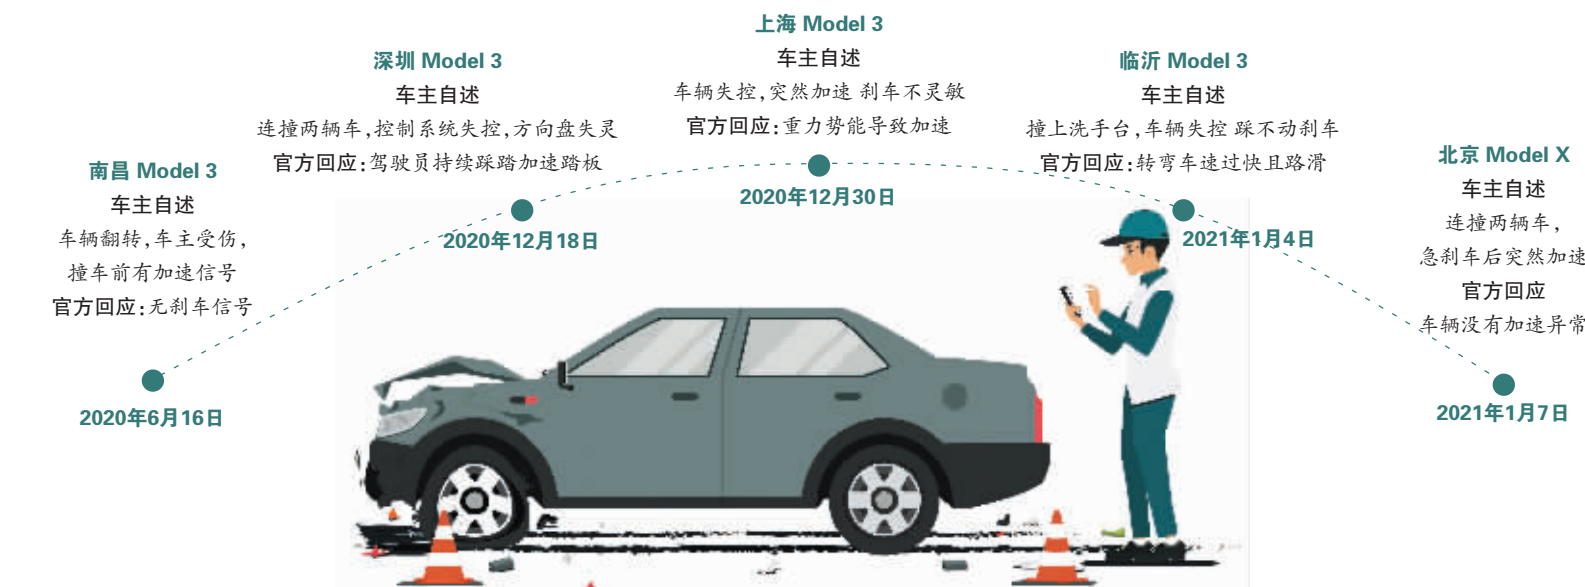 南昌 Model 3
车主自述
车辆翻转,车主受伤,
撞车前有加速信号
官方回应:无刹车信号
2020年6月16日
深圳 Model 3
车主自述
连撞两辆车,控制系统失控,方向盘失灵
官方回应:驾驶员持续踩踏加速踏板
2020年12月18日
上海 Model 3
车主自述
车辆失控,突然加速 刹车不灵敏
官方回应:重力势能导致加速
2020年12月30日
临沂 Model 3
车主自述
撞上洗手台,车辆失控 踩不动刹车
官方回应:转弯车速过快且路滑
2021年1月4日
北京 Model X
车主自述
连撞两辆车,
急刹车后突然加速
官方回应
车辆没有加速异常
2021年1月7日